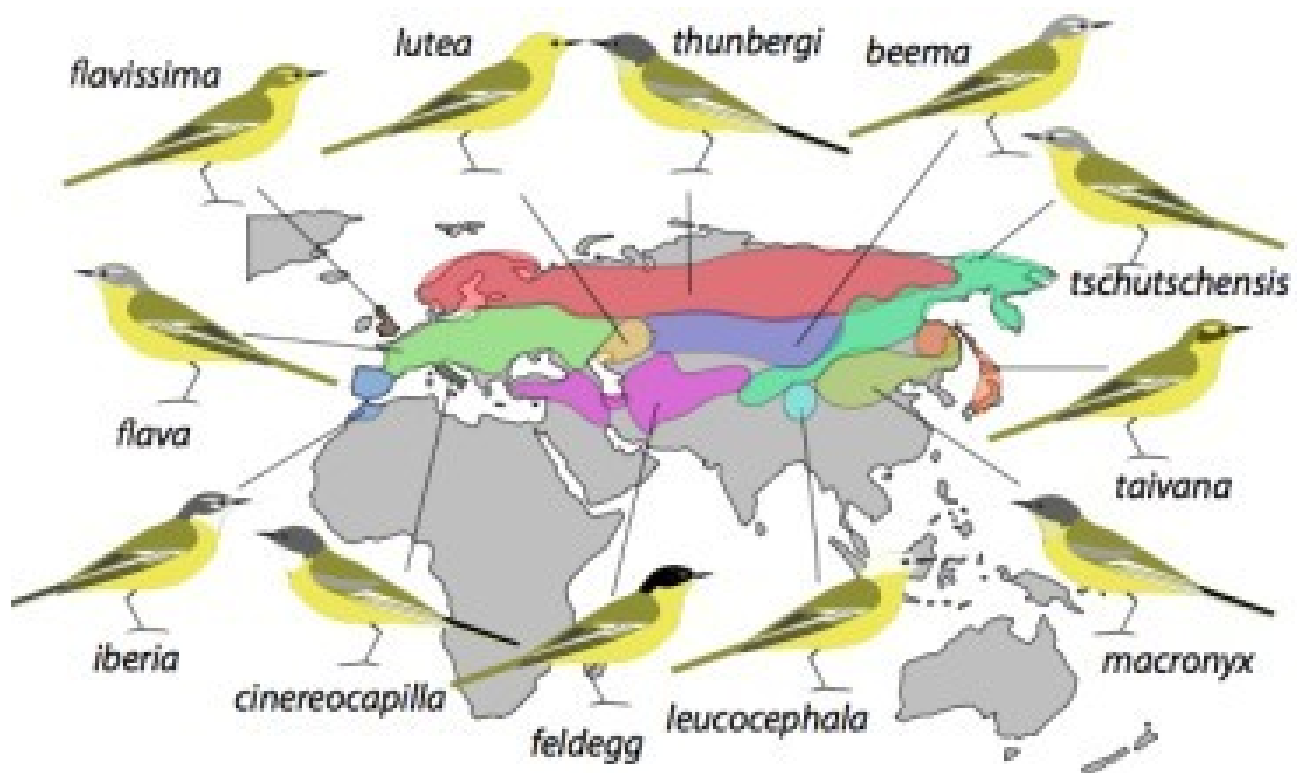 lutea
thunbergi
beema
flavissima
tschutschensis
flava
taivana
iberia
cinereocapilla
macronyx
leucocephala
feldegg